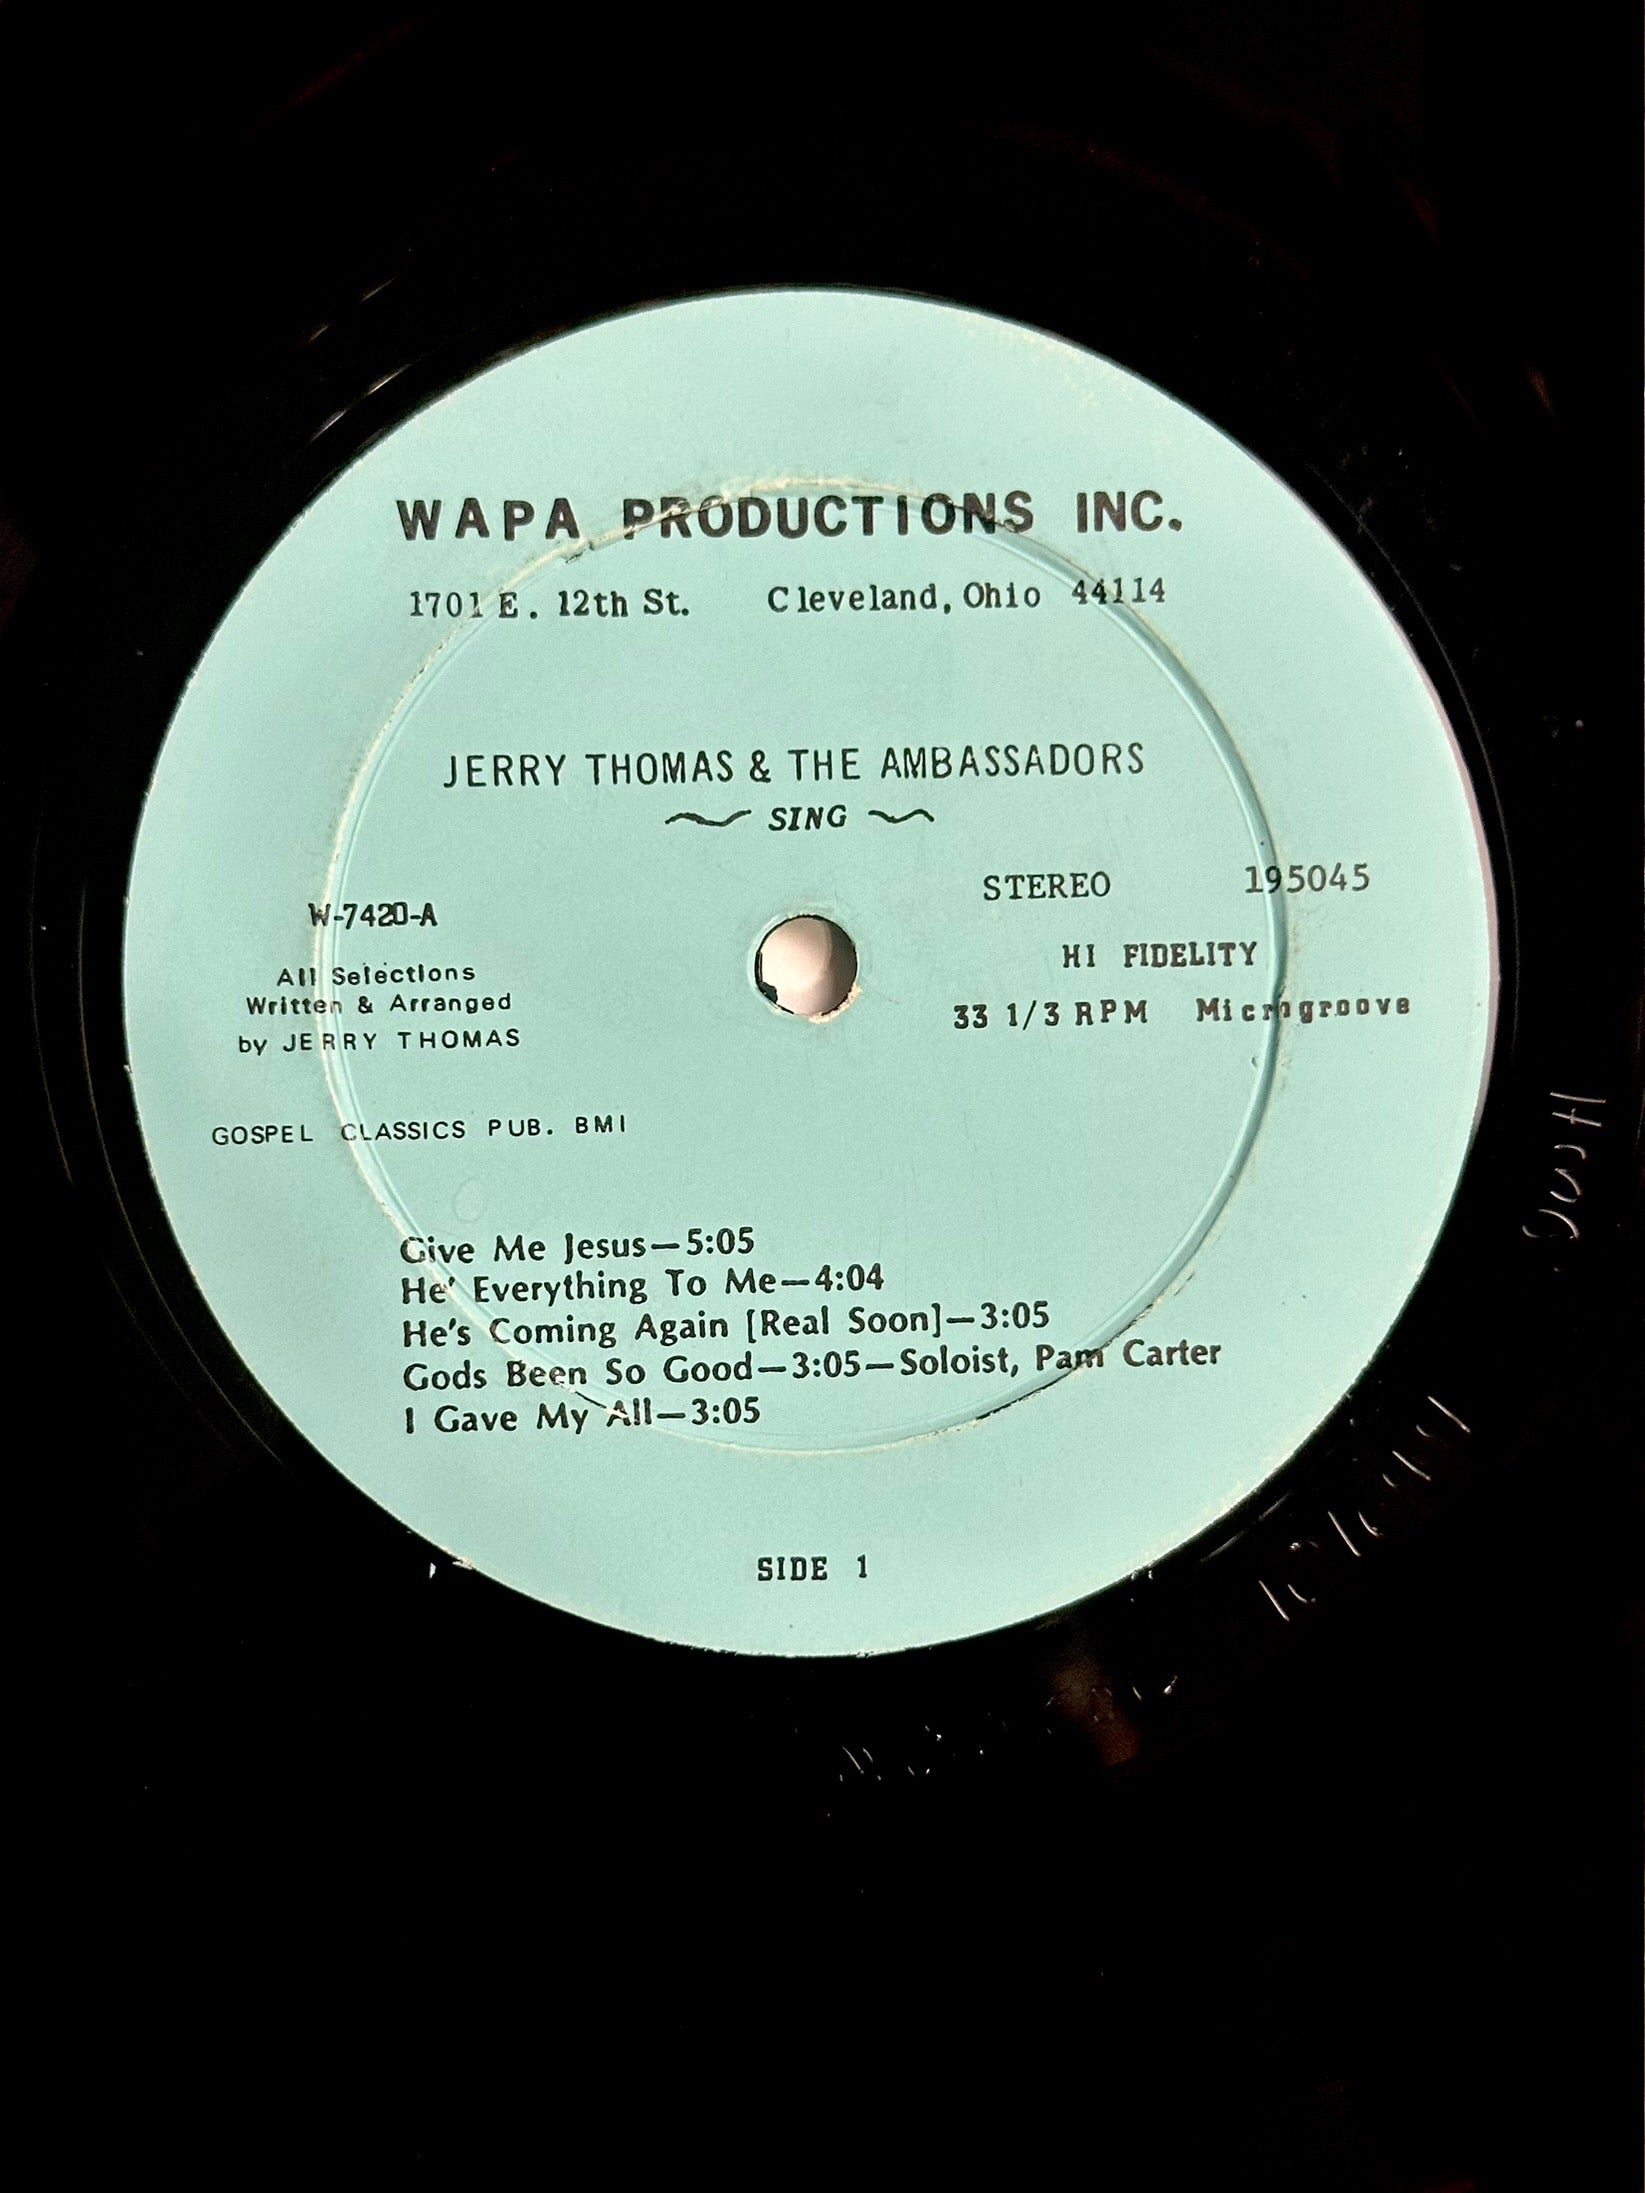 WAPA PRODUCTIONS INC.
1701 E. 12th St. Cleveland, Ohio 44114
JERRY THOMAS & THE AMBASSADORS
SING
STEREO 195045
W-7420-A
HI FIDELITY
All Selections
Written & Arranged
33 1/3 RPM Microgroove
by JERRY THOMAS
GOSPEL CLASSICS PUB. BMI
Give Me Jesus—5:05
He' Everything To Me—4:04
He's Coming Again [Real Soon]—3:05
Gods Been So Good—3:05—Soloist, Pam Carter
I Gave My All—3:05
SIDE 1